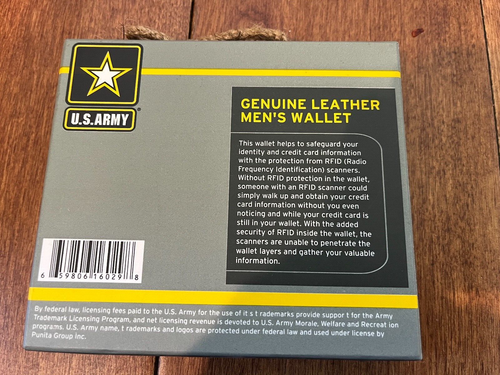 U.S.ARMY
GENUINE LEATHER
MEN'S WALLET
This wallet helps to safeguard your
identity and credit card information
with the protection from RFID (Radio
Frequency Identification) scanners.
Without RFID protection in the wallet,
someone with an RFID scanner could
simply walk up and obtain your credit
card information without you even
noticing and while your credit card is
still in your wallet. With the added
security of RFID inside the wallet, the
scanners are unable to penetrate the
wallet layers and gather your valuable
information.
6 59806 16029 8
By federal law, licensing fees paid to the U.S. Army for the use of it s t rademarks provide suppor t for the Army
Trademark Licensing Program, and net licensing revenue is devoted to U.S. Army Morale, Welfare and Recreat ion
programs. U.S. Army name, t rademarks and logos are protected under federal law and used under license by
Punita Group Inc.